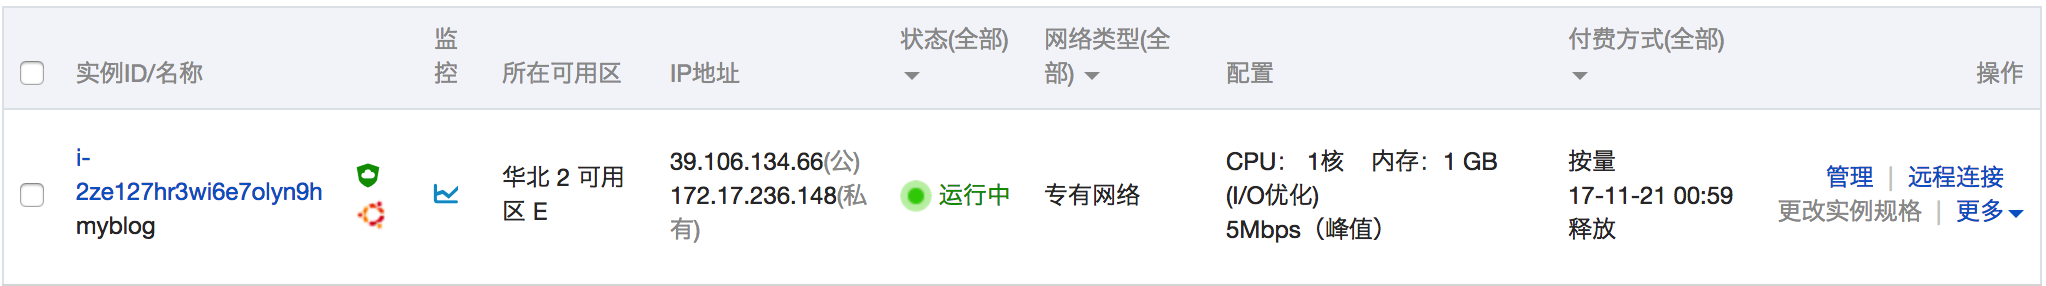 实例ID/名称
监
控
所在可用区
IP地址
状态(全部)
网络类型(全
部)
配置
付费方式(全部)
操作
i-
2ze127hr3wi6e7olyn9h
myblog
华北 2 可用
区 E
39.106.134.66(公)
172.17.236.148(私
有)
运行中
专有网络
CPU： 1核 内存：1 GB
(I/O优化)
5Mbps（峰值）
按量
17-11-21 00:59
释放
管理 | 远程连接
更改实例规格 | 更多